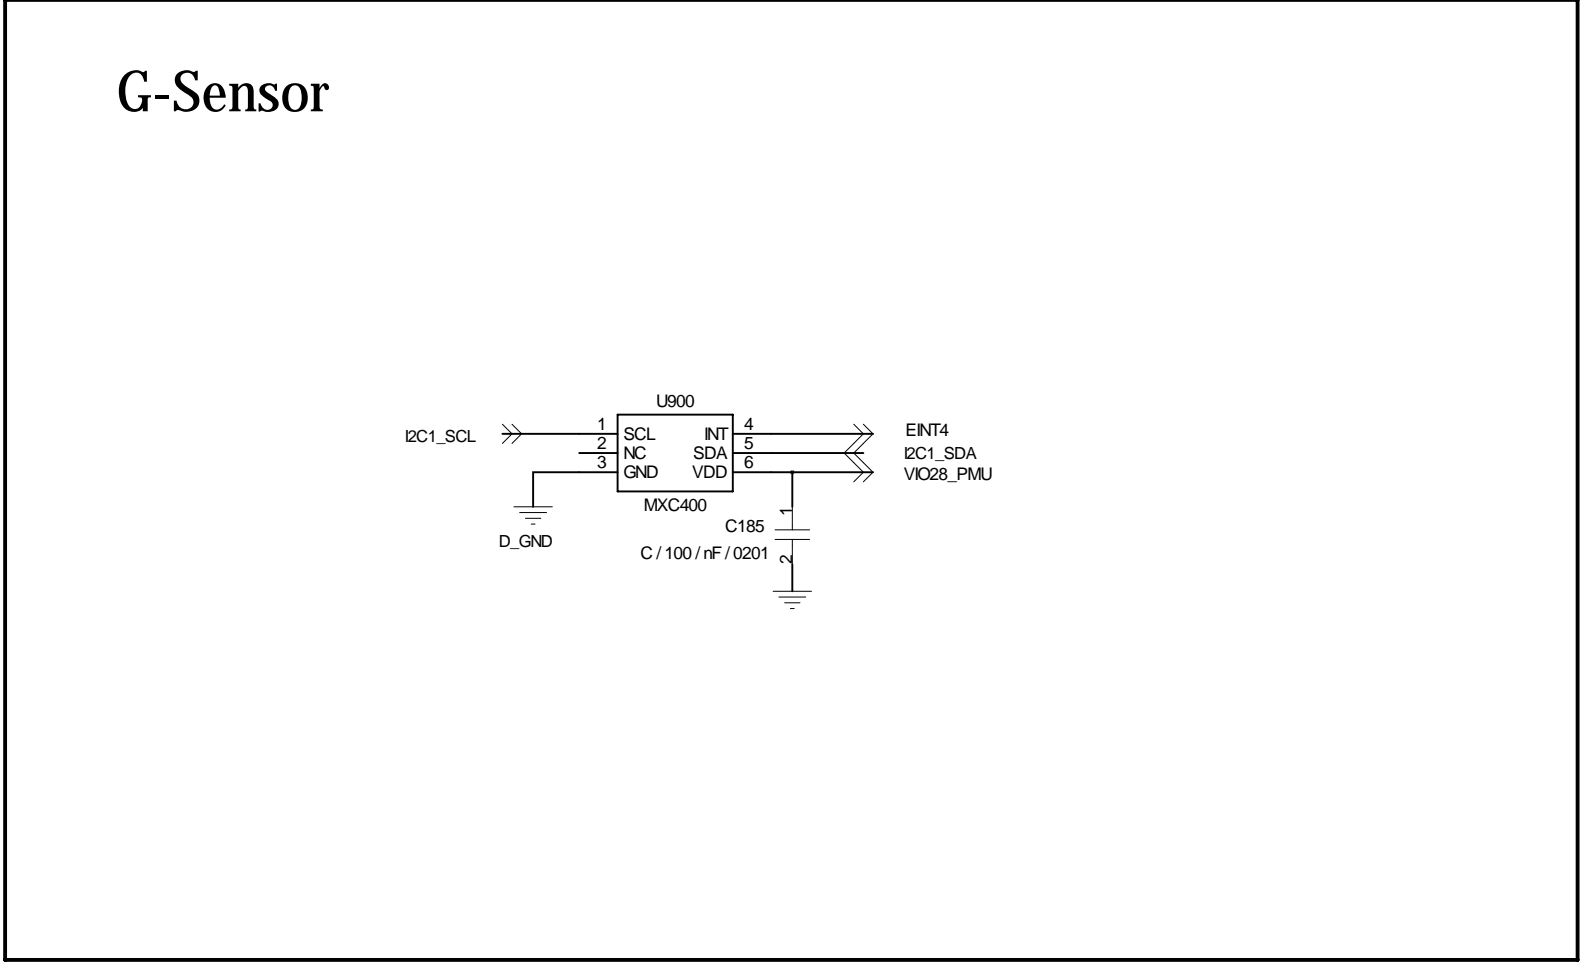 G-Sensor
U900
I2C1_SCL
1 SCL INT 4 EINT4
2 NC SDA 5 I2C1_SDA
3 GND VDD 6 VIO28_PMU
MXC400
D_GND
C185
1
C / 100 / nF / 0201
2